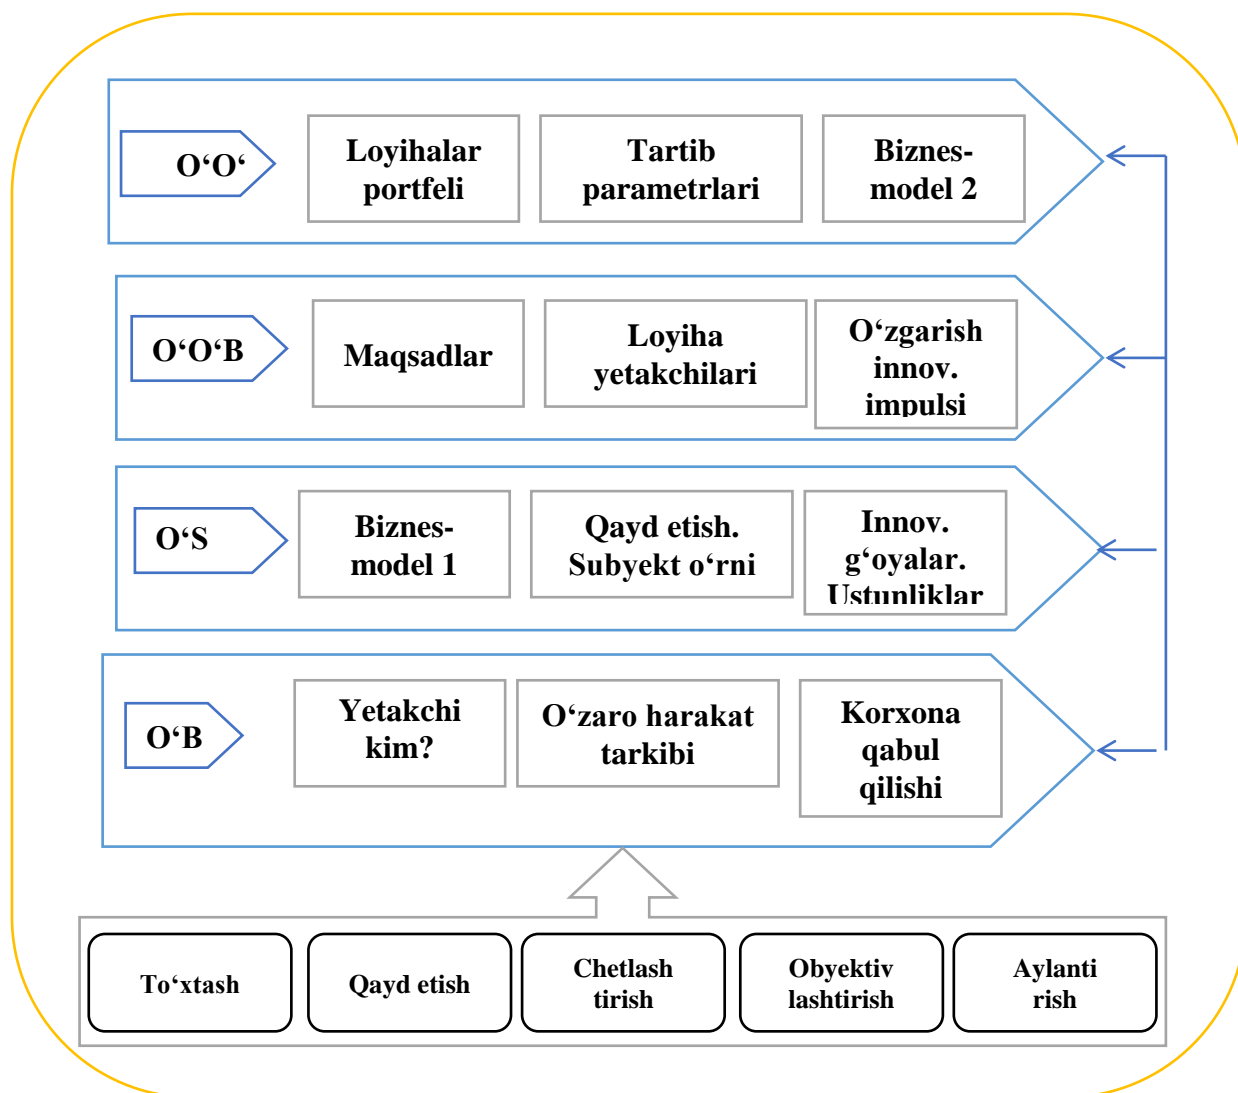 O‘O‘
Loyihalar
portfeli
Tartib
parametrlari
Biznes-
model 2
O‘O‘B
Maqsadlar
Loyiha
yetakchilari
O‘zgarish
innov.
impulsi
O‘S
Biznes-
model 1
Qayd etish.
Subyekt o‘rni
Innov.
g‘oyalar.
Ustunliklar
O‘B
Yetakchi
kim?
O‘zaro harakat
tarkibi
Korxona
qabul
qilishi
To‘xtash
Qayd etish
Chetlash
tirish
Obyektiv
lashtirish
Aylanti
rish